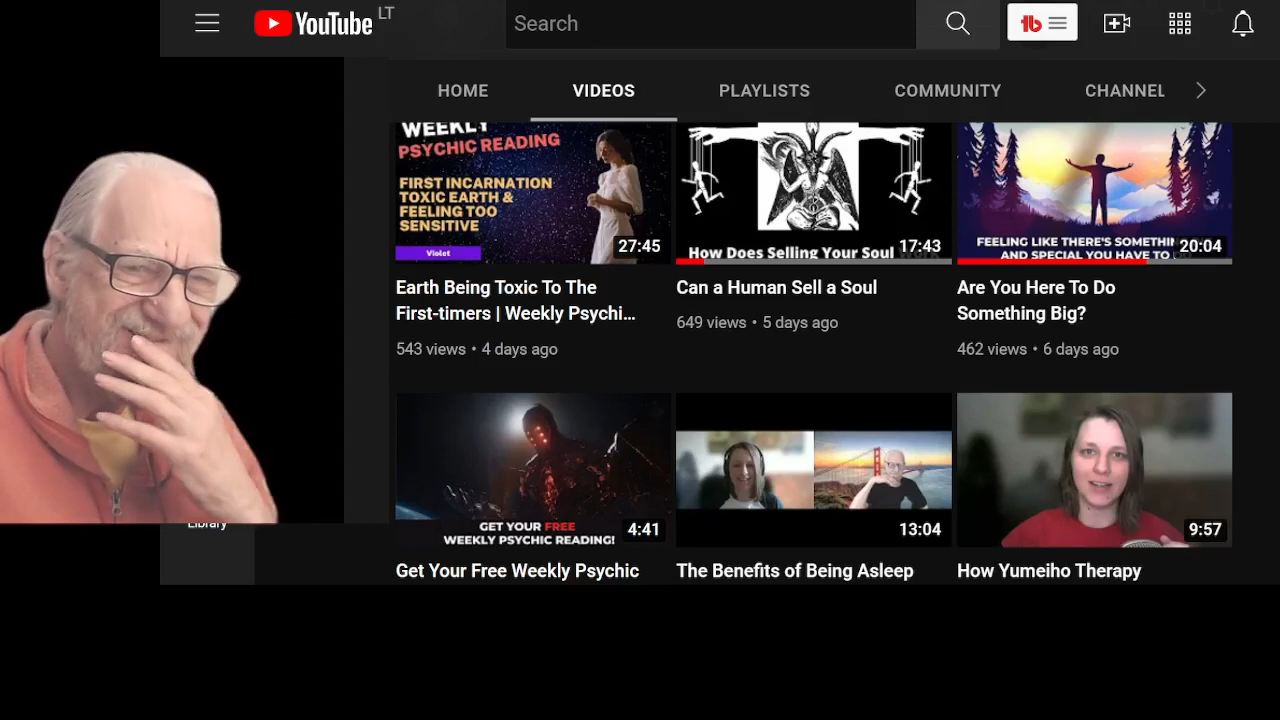 YouTube LT
Search
HOME VIDEOS PLAYLISTS COMMUNITY CHANNEL
WEEKLY
PSYCHIC READING
FIRST INCARNATION
TOXIC EARTH &
FEELING TOO
SENSITIVE
Violet
27:45
How Does Selling Your Soul Work
17:43
FEELING LIKE THERE'S SOMETHIN
AND SPECIAL YOU HAVE TO
20:04
Earth Being Toxic To The
First-timers | Weekly Psychi...
543 views • 4 days ago
Can a Human Sell a Soul
649 views • 5 days ago
Are You Here To Do
Something Big?
462 views • 6 days ago
Library
GET YOUR FREE
WEEKLY PSYCHIC READING!
4:41
13:04
9:57
Get Your Free Weekly Psychic
The Benefits of Being Asleep
How Yumeiho Therapy